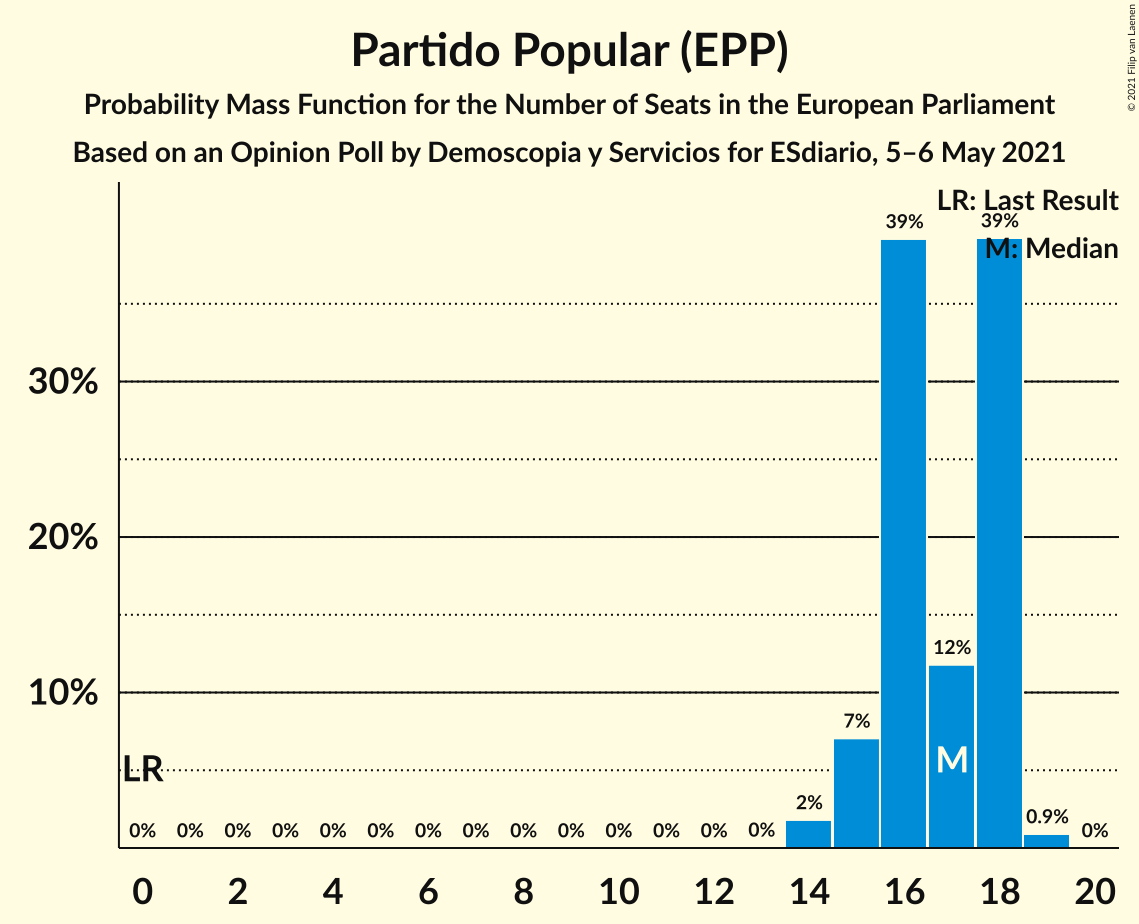 Partido Popular (EPP)
Probability Mass Function for the Number of Seats in the European Parliament
Based on an Opinion Poll by Demoscopia y Servicios for ESdiario, 5–6 May 2021
© 2021 Filip van Laenen
LR: Last Result
M: Median
39% 39%
30%
20%
12%
10%
7%
M
LR
2%
0.9%
0% 0% 0% 0% 0% 0% 0% 0% 0% 0% 0% 0% 0% 0% 0%
0 2 4 6 8 10 12 14 16 18 20